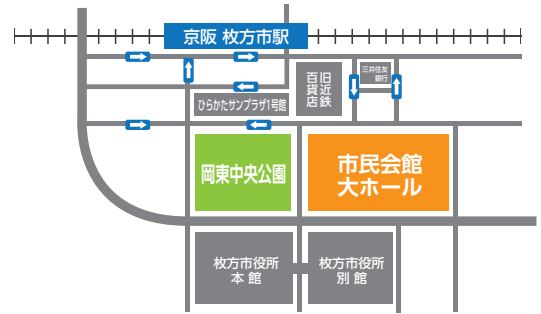 京阪 枚方市駅
百貨店
旧近鉄
三井住友
銀行
ひらかたサンプラザ1号館
岡東中央公園
市民会館
大ホール
枚方市役所
本 館
枚方市役所
別 館